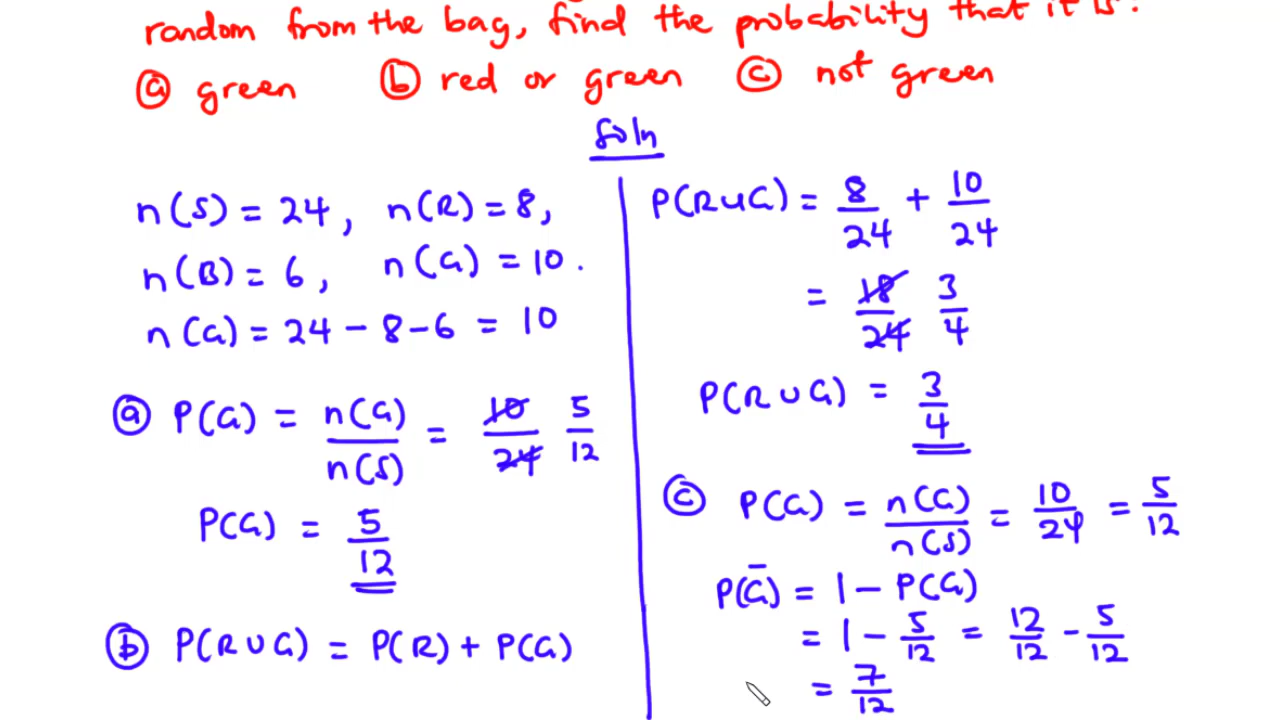 random from the bag, find the probability that it is:
ⓐ green ⓑ red or green ⓒ not green
Soln
n(S) = 24, n(R) = 8,
n(B) = 6, n(G) = 10.
n(G) = 24 - 8 - 6 = 10
ⓐ P(G) = n(G)/n(S) = 10/24 5/12
P(G) = 5/12
ⓑ P(R ∪ G) = P(R) + P(G)
P(R∪G) = 8/24 + 10/24
= 18/24 3/4
P(R ∪ G) = 3/4
ⓒ P(G) = n(G)/n(S) = 10/24 = 5/12
P(G̅) = 1 - P(G)
= 1 - 5/12 = 12/12 - 5/12
= 7/12